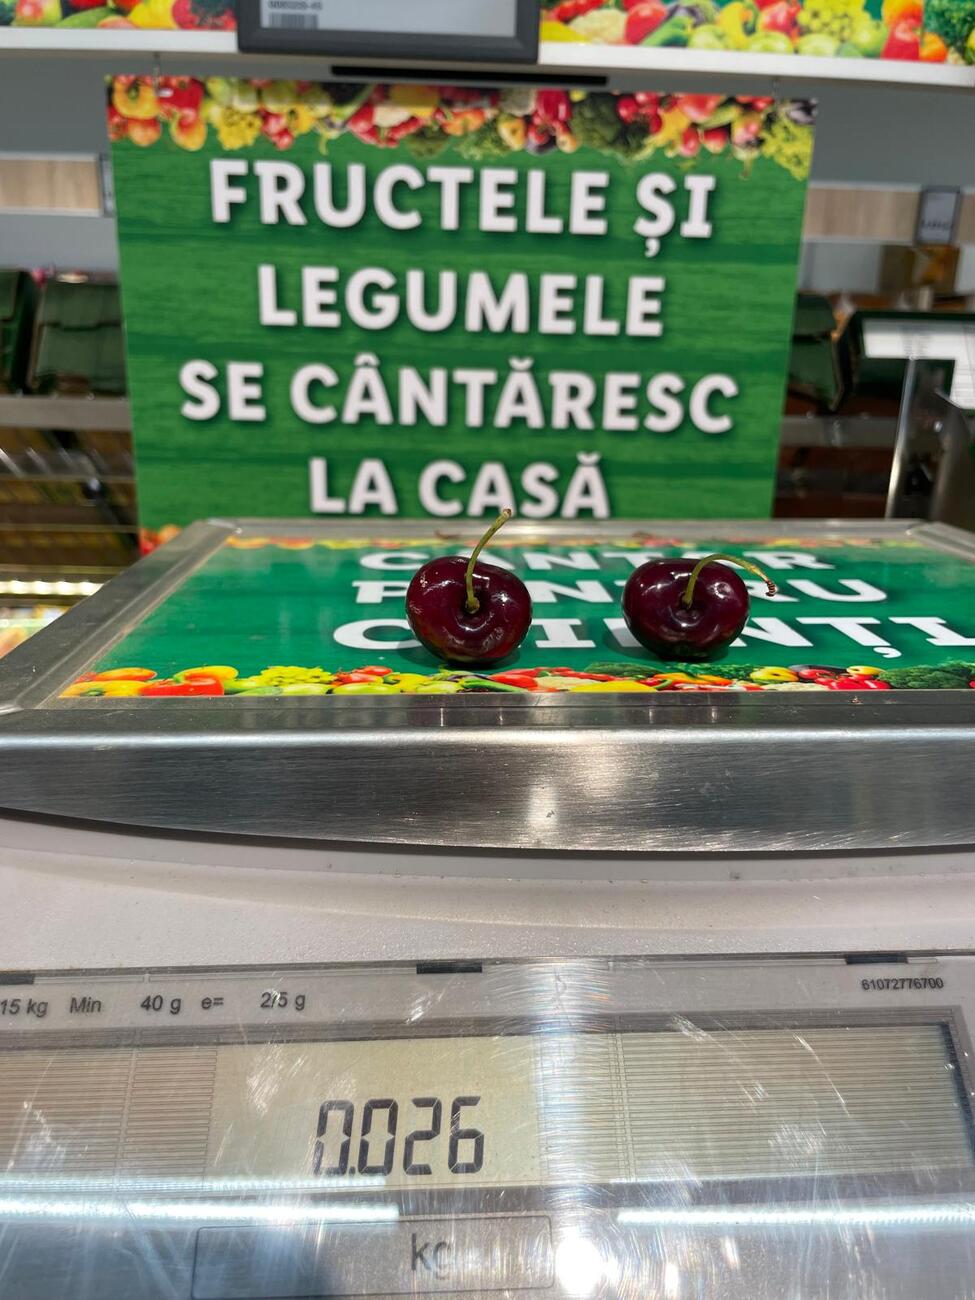 FRUCTELE ȘI
LEGUMELE
SE CÂNTĂRESC
LA CASĂ
15 kg Min 40 g e= 2/5 g
61072776700
0.026
kg